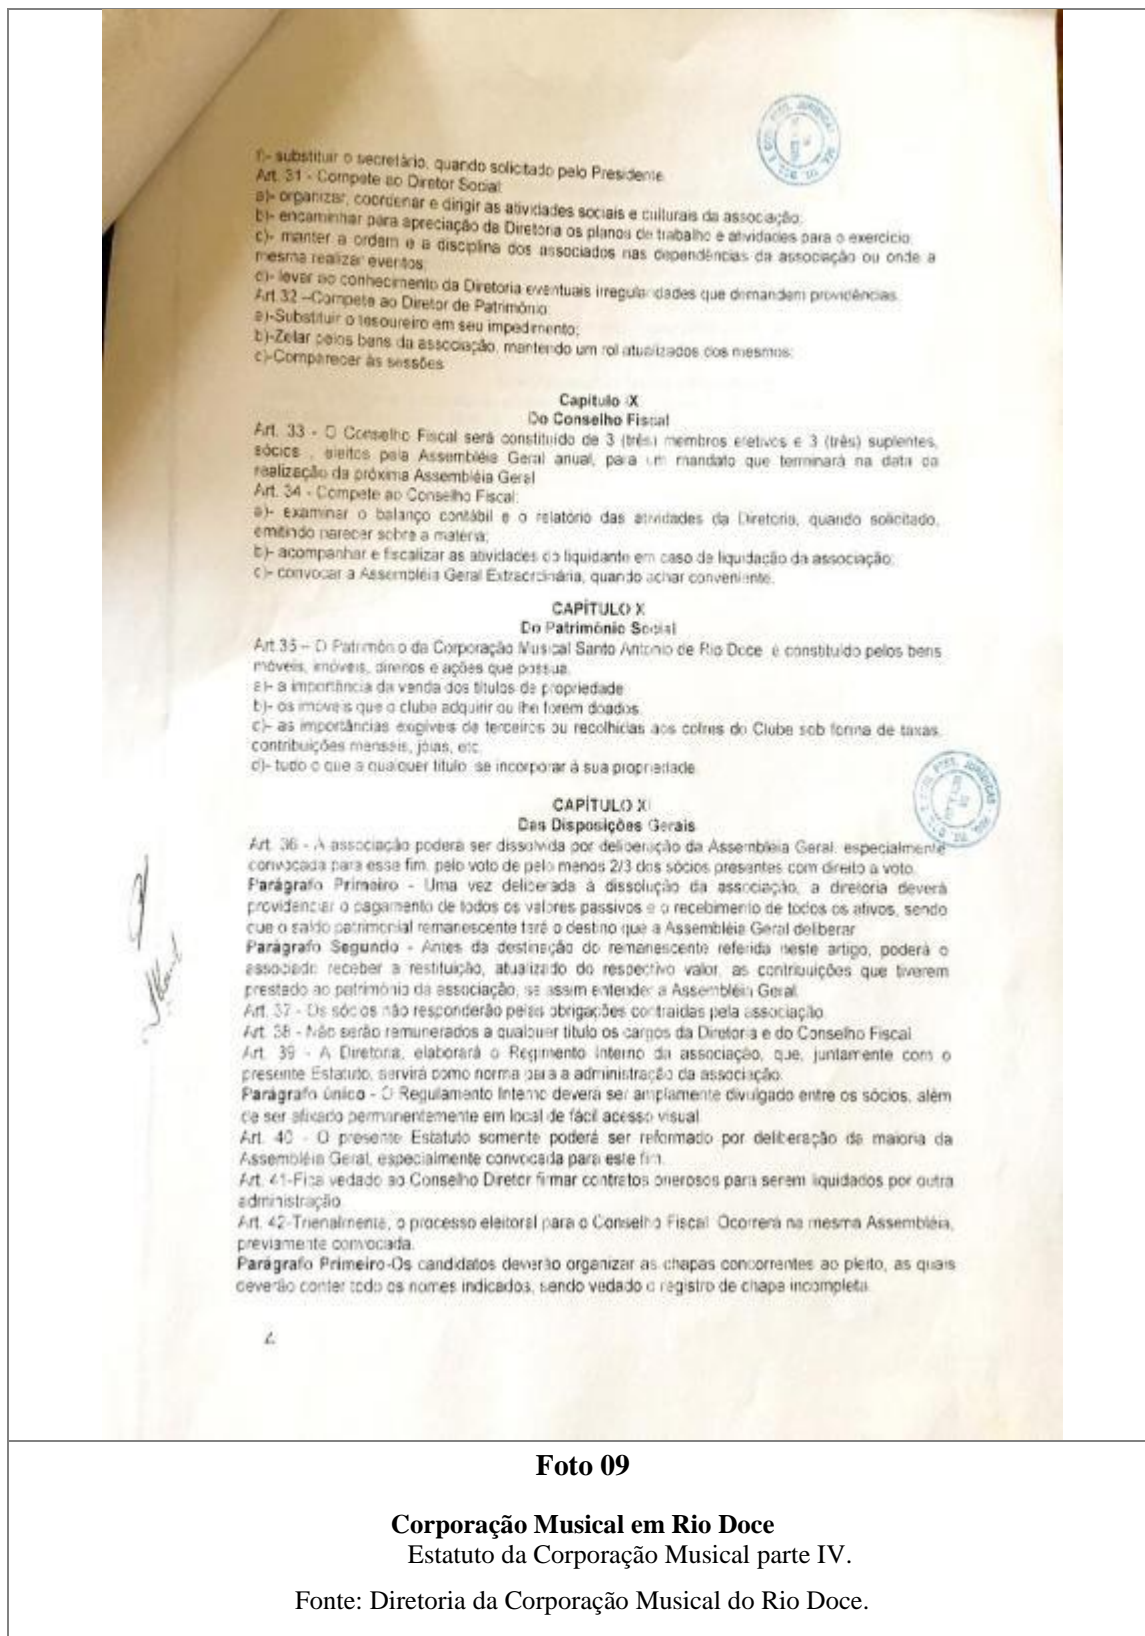 f)- substituir o secretário, quando solicitado pelo Presidente.
Art. 31 - Compete ao Diretor Social:
a)- organizar, coordenar e dirigir as atividades sociais e culturais da associação;
b)- encaminhar para apreciação da Diretoria os planos de trabalho e atividades para o exercício;
c)- manter a ordem e a disciplina dos associados nas dependências da associação ou onde a
mesma realizar eventos;
d)- levar ao conhecimento da Diretoria eventuais irregularidades que demandem providências.
Art 32 –Compete ao Diretor de Patrimônio
a)-Substituir o tesoureiro em seu impedimento;
b)-Zelar pelos bens da associação, mantendo um rol atualizados dos mesmos;
c)-Comparecer às sessões
Capítulo IX
Do Conselho Fiscal
Art. 33 - O Conselho Fiscal será constituído de 3 (três) membros efetivos e 3 (três) suplentes,
sócios , eleitos pela Assembléia Geral anual, para um mandato que terminará na data da
realização da próxima Assembléia Geral
Art. 34 - Compete ao Conselho Fiscal:
a)- examinar o balanço contábil e o relatório das atividades da Diretoria, quando solicitado,
emitindo parecer sobre a matéria;
b)- acompanhar e fiscalizar as atividades do liquidante em caso de liquidação da associação;
c)- convocar a Assembléia Geral Extraordinária, quando achar conveniente.
CAPÍTULO X
Do Patrimônio Social
Art.35 – O Patrimônio da Corporação Musical Santo Antonio de Rio Doce é constituído pelos bens
móveis, imóveis, direitos e ações que possua.
a)- a importância da venda dos títulos de propriedade
b)- os imóveis que o clube adquirir ou lhe forem doados.
c)- as importâncias exigíveis de terceiros ou recolhidas aos cofres do Clube sob forma de taxas,
contribuições mensais, jóias, etc.
d)- tudo o que a qualquer titulo se incorporar à sua propriedade
CAPÍTULO XI
Das Disposições Gerais
Art. 36 - A associação poderá ser dissolvida por deliberação da Assembléia Geral, especialmente
convocada para esse fim, pelo voto de pelo menos 2/3 dos sócios presentes com direito a voto.
Parágrafo Primeiro - Uma vez deliberada à dissolução da associação, a diretoria deverá
providenciar o pagamento de todos os valores passivos e o recebimento de todos os ativos, sendo
que o saldo patrimonial remanescente terá o destino que a Assembléia Geral deliberar
Parágrafo Segundo - Antes da destinação do remanescente referida neste artigo, poderá o
associado receber a restituição, atualizado do respectivo valor, as contribuições que tiverem
prestado ao patrimônio da associação, se assim entender a Assembléia Geral.
Art. 37 - Os sócios não responderão pelas obrigações contraídas pela associação
Art. 38 - Não serão remunerados a qualquer título os cargos da Diretoria e do Conselho Fiscal
Art. 39 - A Diretoria, elaborará o Regimento Interno da associação, que, juntamente com o
presente Estatuto, servirá como norma para a administração da associação.
Parágrafo único - O Regulamento Interno deverá ser amplamente divulgado entre os sócios, além
de ser afixado permanentemente em local de fácil acesso visual
Art. 40 - O presente Estatuto somente poderá ser reformado por deliberação da maioria da
Assembléia Geral, especialmente convocada para este fim.
Art. 41-Fica vedado ao Conselho Diretor firmar contratos onerosos para serem liquidados por outra
administração
Art. 42-Trienalmente, o processo eleitoral para o Conselho Fiscal. Ocorrerá na mesma Assembléia,
previamente convocada.
Parágrafo Primeiro-Os candidatos deverão organizar as chapas concorrentes ao pleito, as quais
deverão conter todo os nomes indicados, sendo vedado o registro de chapa incompleta.
Foto 09
Corporação Musical em Rio Doce
Estatuto da Corporação Musical parte IV.
Fonte: Diretoria da Corporação Musical do Rio Doce.